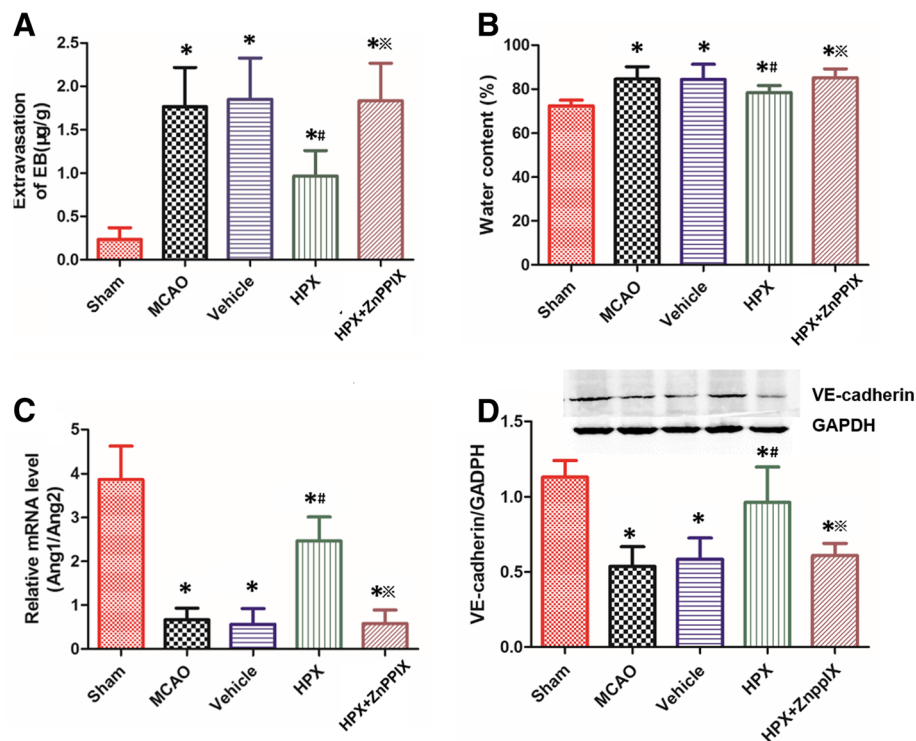 A
Extravasation
of EB(μg/g)
2.5
2.0
1.5
1.0
0.5
0.0
*
*
*#
*※
Sham
MCAO
Vehicle
HPX
HPX+ZnPPIX
B
Water content (%)
100
80
60
40
20
0
*
*
*#
*※
Sham
MCAO
Vehicle
HPX
HPX+ZnPPIX
C
Relative mRNA level
(Ang1/Ang2)
5
4
3
2
1
0
*
*
*#
*※
Sham
MCAO
Vehicle
HPX
HPX+ZnPPIX
D
VE-cadherin
GAPDH
VE-cadherin/GADPH
1.5
1.0
0.5
0.0
*
*
*#
*※
Sham
MCAO
Vehicle
HPX
HPX+ZnppIX